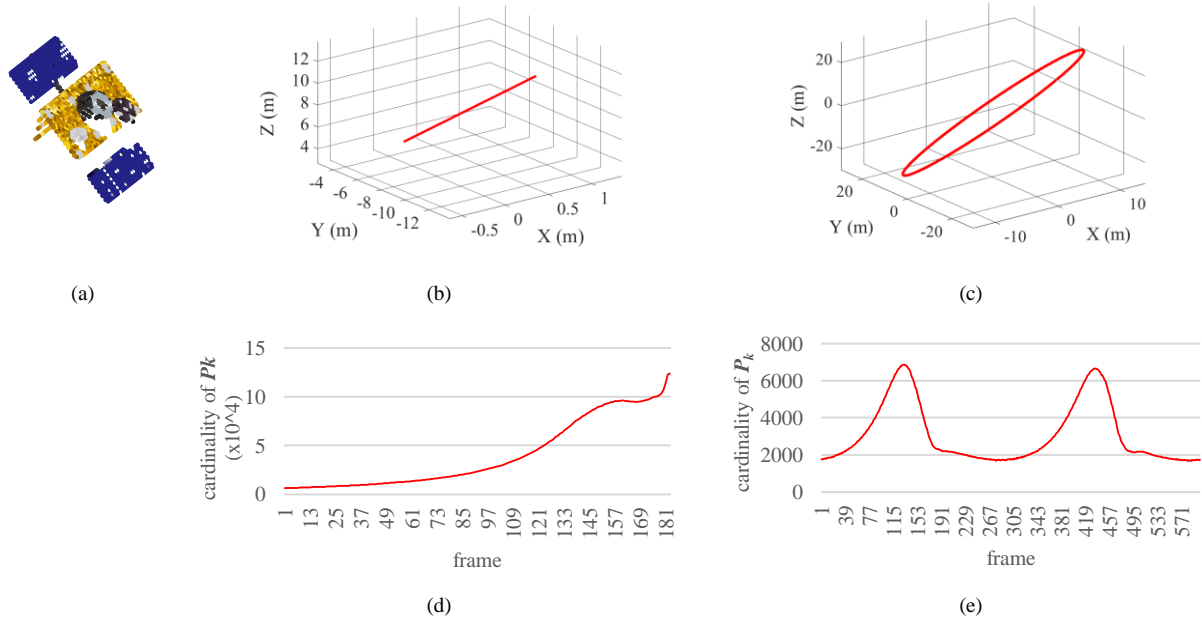 12
10
8
6
4
Z (m)
-4
-6
-8
-10
-12
Y (m)
-0.5
0
0.5
1
X (m)
20
0
-20
Z (m)
20
0
-20
Y (m)
-10
0
10
X (m)
(a)
(b)
(c)
cardinality of Pk
(x10^4)
15
10
5
0
1 13 25 37 49 61 73 85 97 109 121 133 145 157 169 181
frame
cardinality of Pk
8000
6000
4000
2000
0
1 39 77 115 153 191 229 267 305 343 381 419 457 495 533 571
frame
(d)
(e)